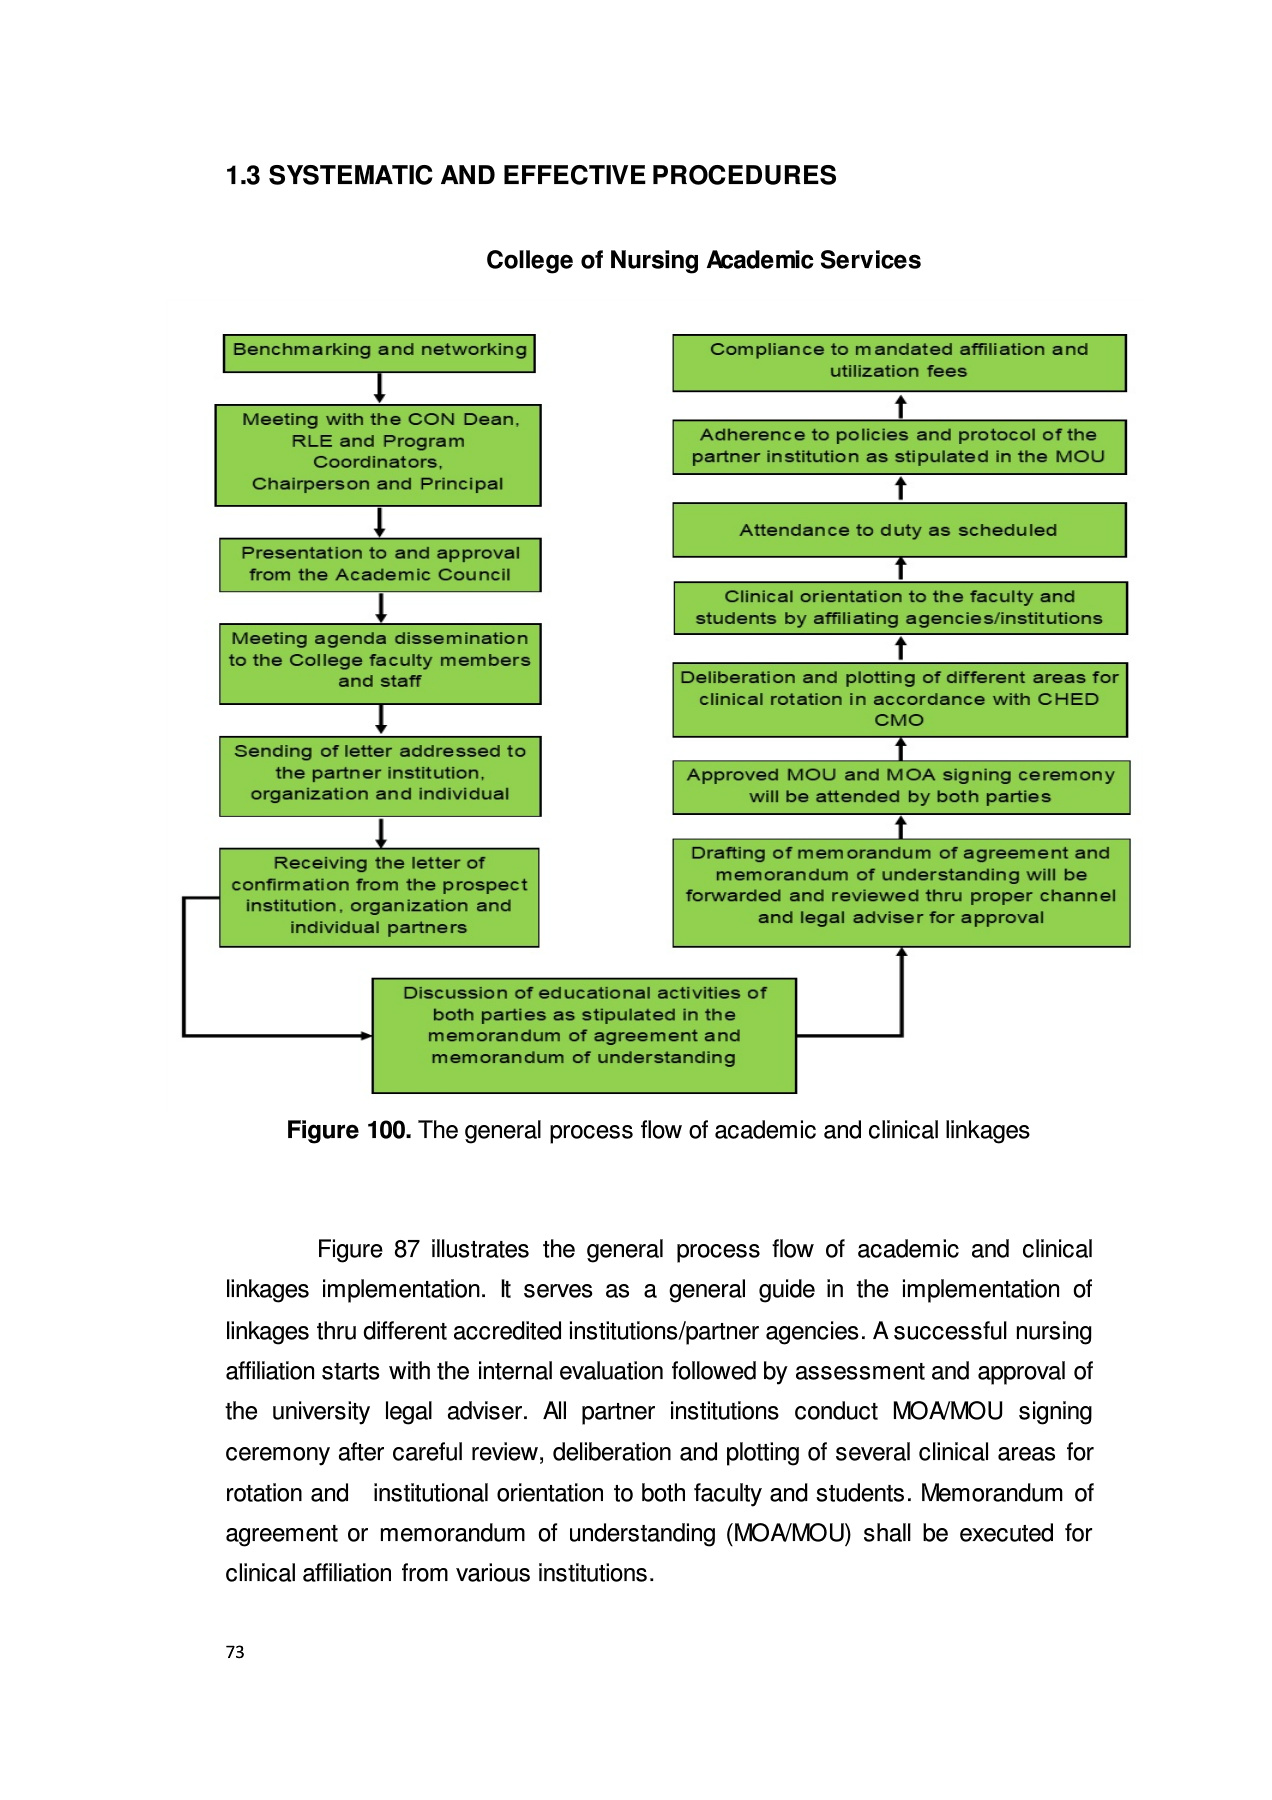 1.3 SYSTEMATIC AND EFFECTIVE PROCEDURES
College of Nursing Academic Services
Benchmarking and networking
Meeting with the CON Dean,
RLE and Program
Coordinators,
Chairperson and Principal
Presentation to and approval
from the Academic Council
Meeting agenda dissemination
to the College faculty members
and staff
Sending of letter addressed to
the partner institution,
organization and individual
Receiving the letter of
confirmation from the prospect
institution, organization and
individual partners
Discussion of educational activities of
both parties as stipulated in the
memorandum of agreement and
memorandum of understanding
Drafting of memorandum of agreement and
memorandum of understanding will be
forwarded and reviewed thru proper channel
and legal adviser for approval
Approved MOU and MOA signing ceremony
will be attended by both parties
Deliberation and plotting of different areas for
clinical rotation in accordance with CHED
CMO
Clinical orientation to the faculty and
students by affiliating agencies/institutions
Attendance to duty as scheduled
Adherence to policies and protocol of the
partner institution as stipulated in the MOU
Compliance to mandated affiliation and
utilization fees
Figure 100. The general process flow of academic and clinical linkages
Figure 87 illustrates the general process flow of academic and clinical
linkages implementation. It serves as a general guide in the implementation of
linkages thru different accredited institutions/partner agencies. A successful nursing
affiliation starts with the internal evaluation followed by assessment and approval of
the university legal adviser. All partner institutions conduct MOA/MOU signing
ceremony after careful review, deliberation and plotting of several clinical areas for
rotation and institutional orientation to both faculty and students. Memorandum of
agreement or memorandum of understanding (MOA/MOU) shall be executed for
clinical affiliation from various institutions.
73